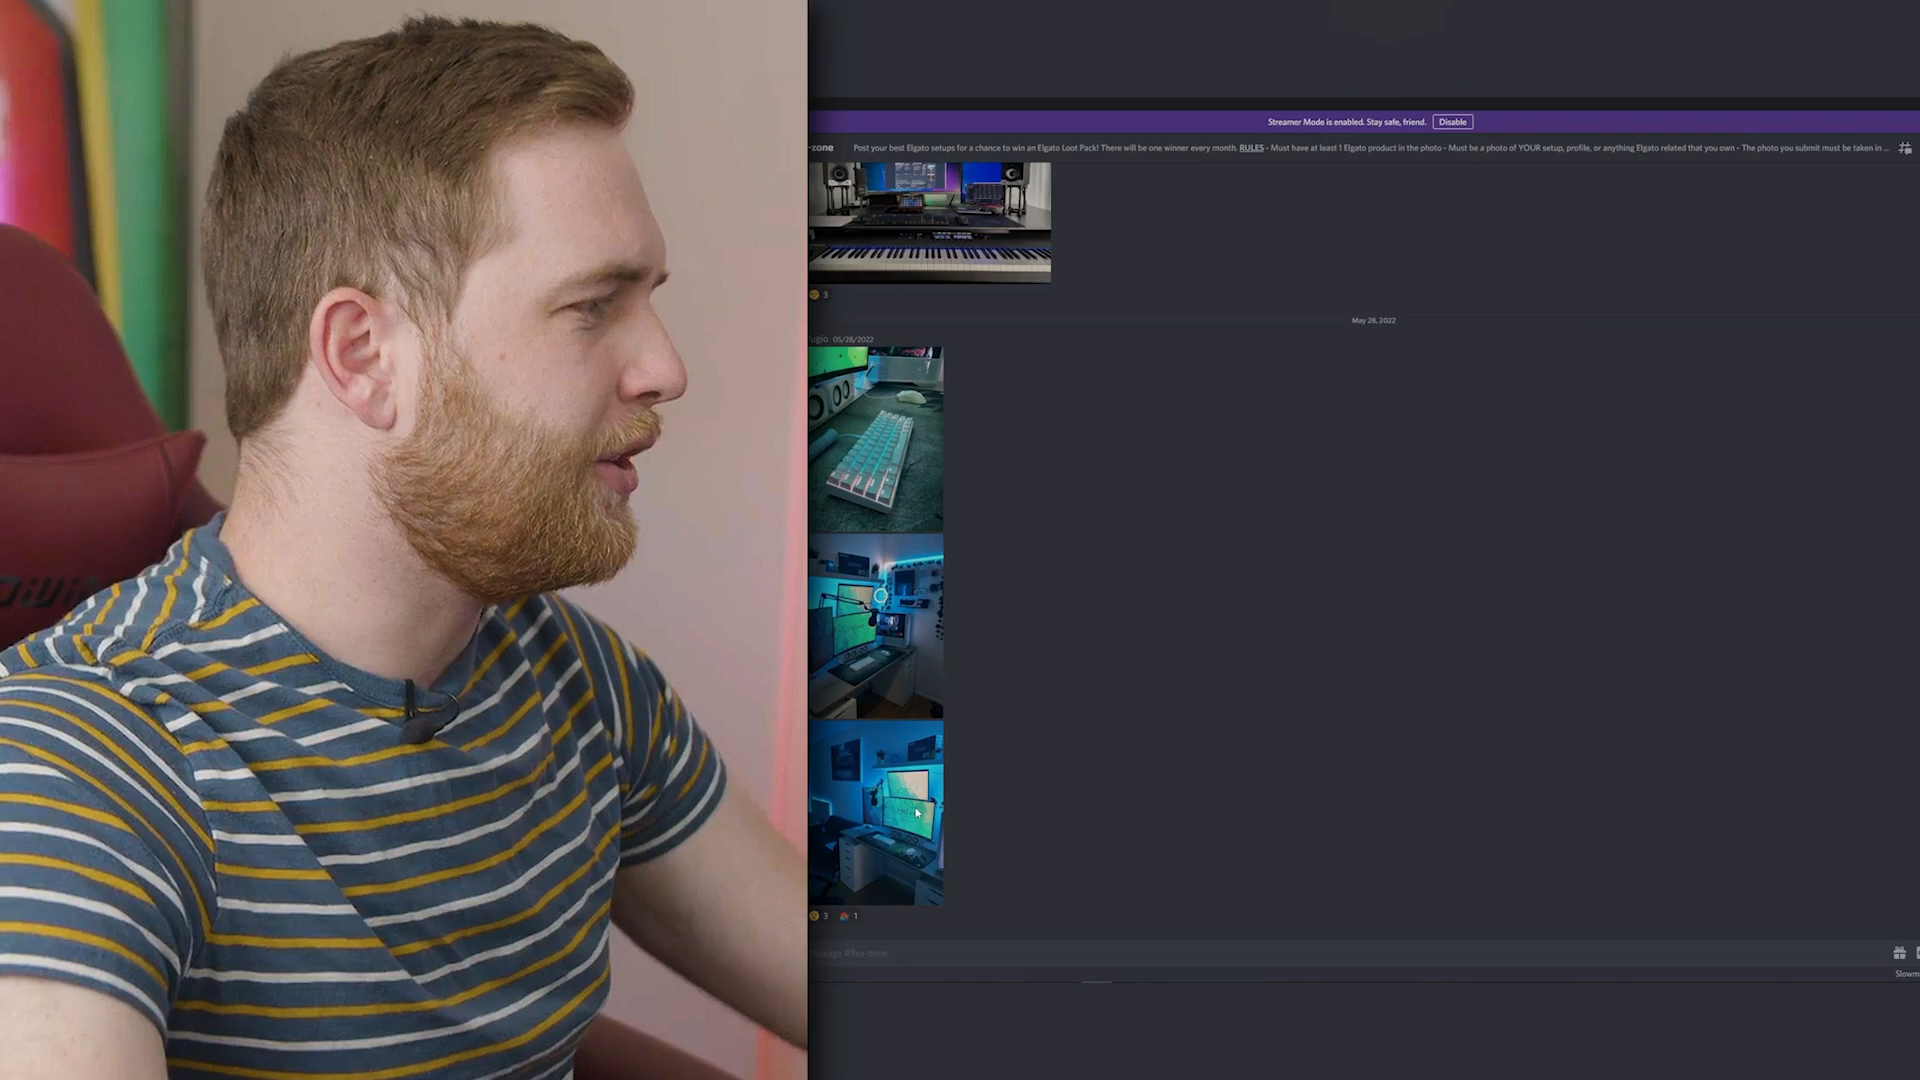 Streamer Mode is enabled. Stay safe, friend. Disable
-zone Post your best Elgato setups for a chance to win an Elgato Loot Pack! There will be one winner every month. RULES - Must have at least 1 Elgato product in the photo - Must be a photo of YOUR setup, profile, or anything Elgato related that you own - The photo you submit must be taken in ...
3
May 28, 2022
05/28/2022
3 1
#flex-zone
Slowm